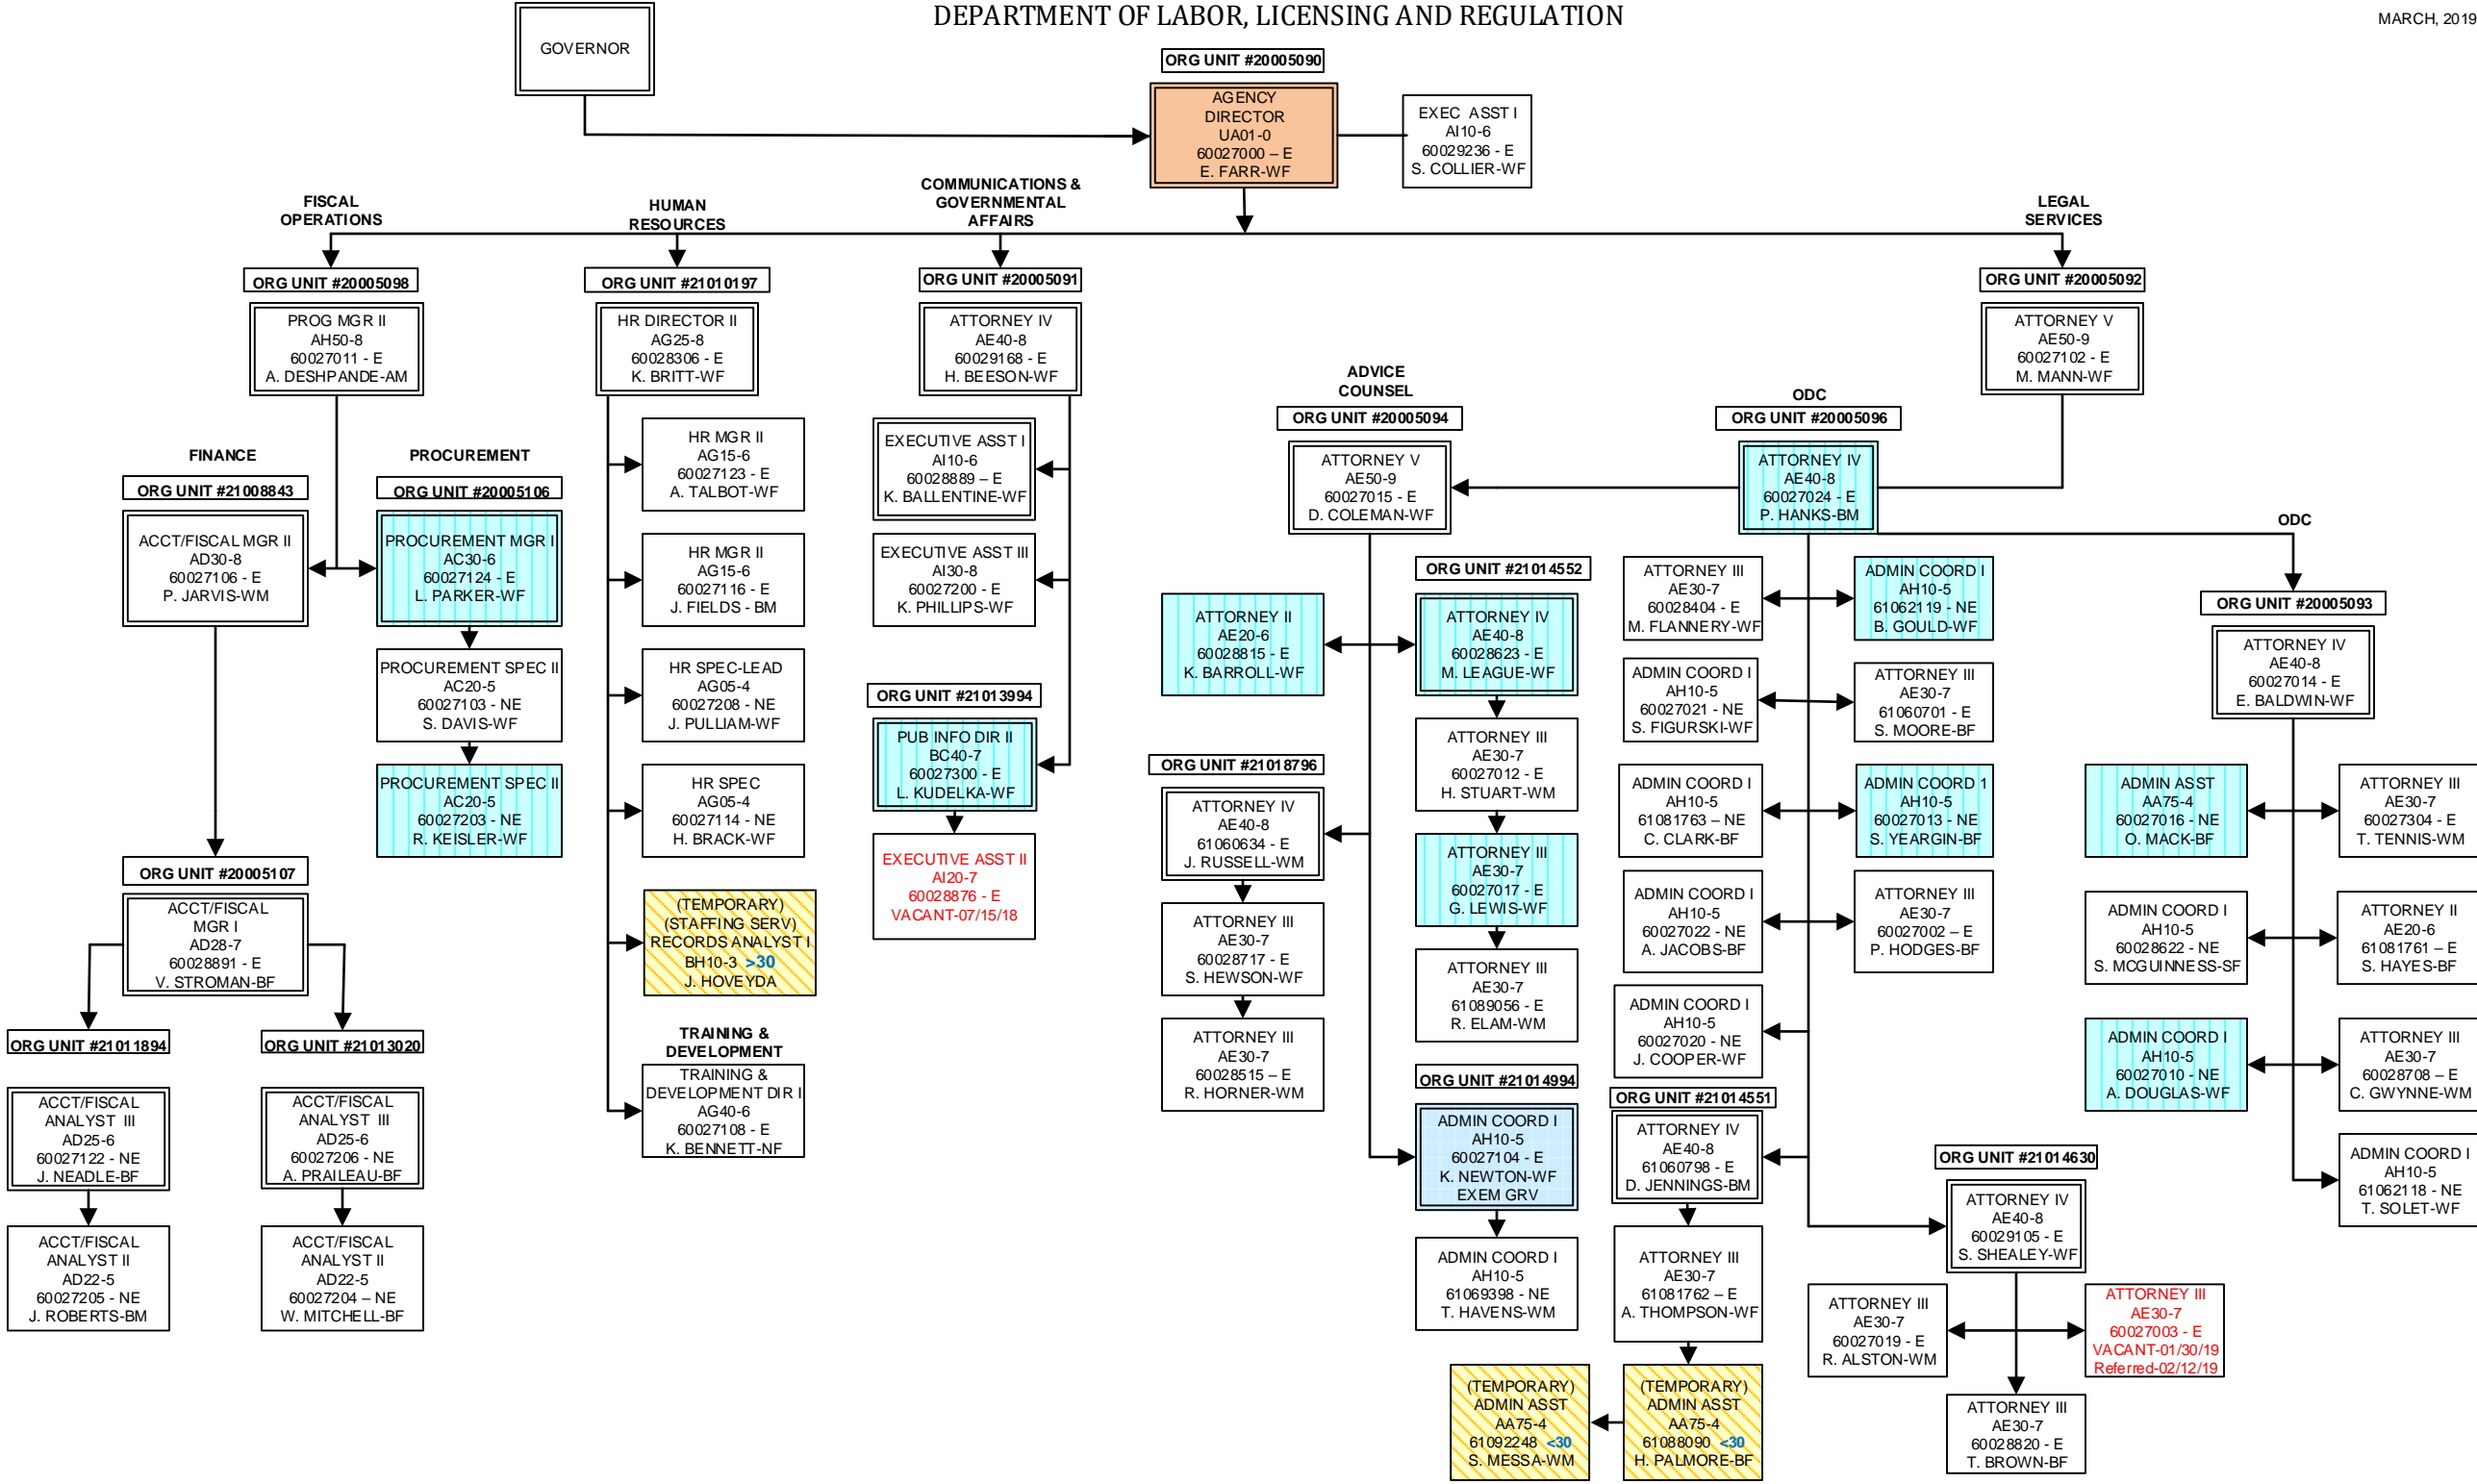 DEPARTMENT OF LABOR, LICENSING AND REGULATION
MARCH, 2019
GOVERNOR
ORG UNIT #20005090
AGENCY
DIRECTOR
UA01-0
60027000 – E
E. FARR-WF
EXEC ASST I
AI10-6
60029236 - E
S. COLLIER-WF
FISCAL
OPERATIONS
ORG UNIT #20005098
PROG MGR II
AH50-8
60027011 - E
A. DESHPANDE-AM
FINANCE
ORG UNIT #21008843
ACCT/FISCAL MGR II
AD30-8
60027106 - E
P. JARVIS-WM
PROCUREMENT
ORG UNIT #20005106
PROCUREMENT MGR I
AC30-6
60027124 - E
L. PARKER-WF
PROCUREMENT SPEC II
AC20-5
60027103 - NE
S. DAVIS-WF
PROCUREMENT SPEC II
AC20-5
60027203 - NE
R. KEISLER-WF
ORG UNIT #20005107
ACCT/FISCAL
MGR I
AD28-7
60028891 - E
V. STROMAN-BF
ORG UNIT #21011894
ACCT/FISCAL
ANALYST III
AD25-6
60027122 - NE
J. NEADLE-BF
ACCT/FISCAL
ANALYST II
AD22-5
60027205 - NE
J. ROBERTS-BM
ORG UNIT #21013020
ACCT/FISCAL
ANALYST III
AD25-6
60027206 - NE
A. PRAILEAU-BF
ACCT/FISCAL
ANALYST II
AD22-5
60027204 – NE
W. MITCHELL-BF
HUMAN
RESOURCES
ORG UNIT #21010197
HR DIRECTOR II
AG25-8
60028306 - E
K. BRITT-WF
HR MGR II
AG15-6
60027123 - E
A. TALBOT-WF
HR MGR II
AG15-6
60027116 - E
J. FIELDS - BM
HR SPEC-LEAD
AG05-4
60027208 - NE
J. PULLIAM-WF
HR SPEC
AG05-4
60027114 - NE
H. BRACK-WF
(TEMPORARY)
(STAFFING SERV)
RECORDS ANALYST I
BH10-3 >30
J. HOVEYDA
TRAINING &
DEVELOPMENT
TRAINING &
DEVELOPMENT DIR I
AG40-6
60027108 - E
K. BENNETT-NF
COMMUNICATIONS &
GOVERNMENTAL
AFFAIRS
ORG UNIT #20005091
ATTORNEY IV
AE40-8
60029168 - E
H. BEESON-WF
EXECUTIVE ASST I
AI10-6
60028889 – E
K. BALLENTINE-WF
EXECUTIVE ASST III
AI30-8
60027200 - E
K. PHILLIPS-WF
ORG UNIT #21013994
PUB INFO DIR II
BC40-7
60027300 - E
L. KUDELKA-WF
EXECUTIVE ASST II
AI20-7
60028876 - E
VACANT-07/15/18
LEGAL
SERVICES
ORG UNIT #20005092
ATTORNEY V
AE50-9
60027102 - E
M. MANN-WF
ADVICE
COUNSEL
ORG UNIT #20005094
ATTORNEY V
AE50-9
60027015 - E
D. COLEMAN-WF
ATTORNEY II
AE20-6
60028815 - E
K. BARROLL-WF
ORG UNIT #21014552
ATTORNEY IV
AE40-8
60028623 - E
M. LEAGUE-WF
ATTORNEY III
AE30-7
60027012 - E
H. STUART-WM
ATTORNEY III
AE30-7
60027017 - E
G. LEWIS-WF
ATTORNEY III
AE30-7
61089056 - E
R. ELAM-WM
ORG UNIT #21018796
ATTORNEY IV
AE40-8
61060634 - E
J. RUSSELL-WM
ATTORNEY III
AE30-7
60028717 - E
S. HEWSON-WF
ATTORNEY III
AE30-7
60028515 – E
R. HORNER-WM
ORG UNIT #21014994
ADMIN COORD I
AH10-5
60027104 - E
K. NEWTON-WF
EXEM GRV
ADMIN COORD I
AH10-5
61069398 - NE
T. HAVENS-WM
ODC
ORG UNIT #20005096
ATTORNEY IV
AE40-8
60027024 - E
P. HANKS-BM
ATTORNEY III
AE30-7
60028404 - E
M. FLANNERY-WF
ADMIN COORD I
AH10-5
61062119 - NE
B. GOULD-WF
ADMIN COORD I
AH10-5
60027021 - NE
S. FIGURSKI-WF
ATTORNEY III
AE30-7
61060701 - E
S. MOORE-BF
ADMIN COORD I
AH10-5
61081763 – NE
C. CLARK-BF
ADMIN COORD 1
AH10-5
60027013 - NE
S. YEARGIN-BF
ADMIN COORD I
AH10-5
60027022 - NE
A. JACOBS-BF
ATTORNEY III
AE30-7
60027002 – E
P. HODGES-BF
ADMIN COORD I
AH10-5
60027020 - NE
J. COOPER-WF
ORG UNIT #21014551
ATTORNEY IV
AE40-8
61060798 - E
D. JENNINGS-BM
ATTORNEY III
AE30-7
61081762 – E
A. THOMPSON-WF
(TEMPORARY)
ADMIN ASST
AA75-4
61092248 <30
S. MESSA-WM
(TEMPORARY)
ADMIN ASST
AA75-4
61088090 <30
H. PALMORE-BF
ORG UNIT #21014630
ATTORNEY IV
AE40-8
60029105 - E
S. SHEALEY-WF
ATTORNEY III
AE30-7
60027019 - E
R. ALSTON-WM
ATTORNEY III
AE30-7
60027003 - E
VACANT-01/30/19
Referred-02/12/19
ATTORNEY III
AE30-7
60028820 - E
T. BROWN-BF
ODC
ORG UNIT #20005093
ATTORNEY IV
AE40-8
60027014 - E
E. BALDWIN-WF
ADMIN ASST
AA75-4
60027016 - NE
O. MACK-BF
ATTORNEY III
AE30-7
60027304 – E
T. TENNIS-WM
ADMIN COORD I
AH10-5
60028622 - NE
S. MCGUINNESS-SF
ATTORNEY II
AE20-6
61081761 – E
S. HAYES-BF
ADMIN COORD I
AH10-5
60027010 - NE
A. DOUGLAS-WF
ATTORNEY III
AE30-7
60028708 – E
C. GWYNNE-WM
ADMIN COORD I
AH10-5
61062118 - NE
T. SOLET-WF